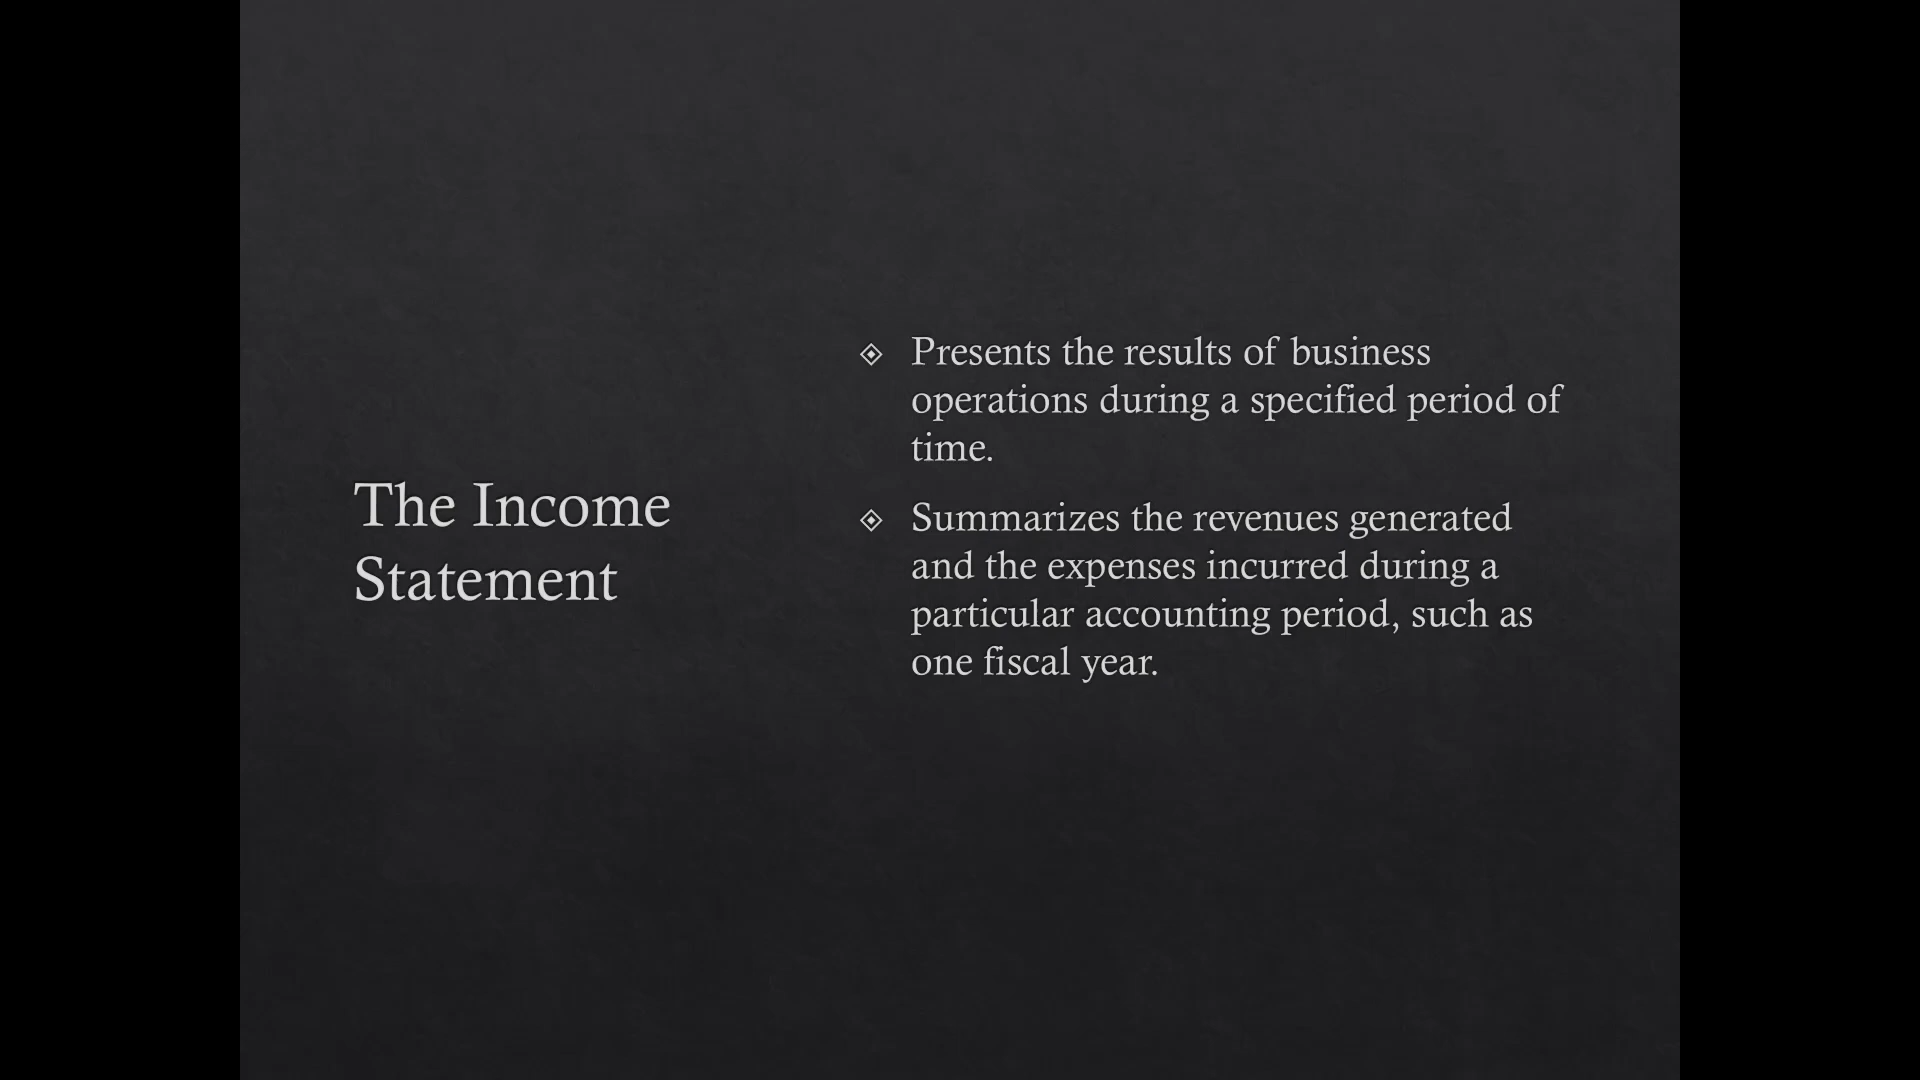 The Income
Statement
Presents the results of business
operations during a specified period of
time.
Summarizes the revenues generated
and the expenses incurred during a
particular accounting period, such as
one fiscal year.